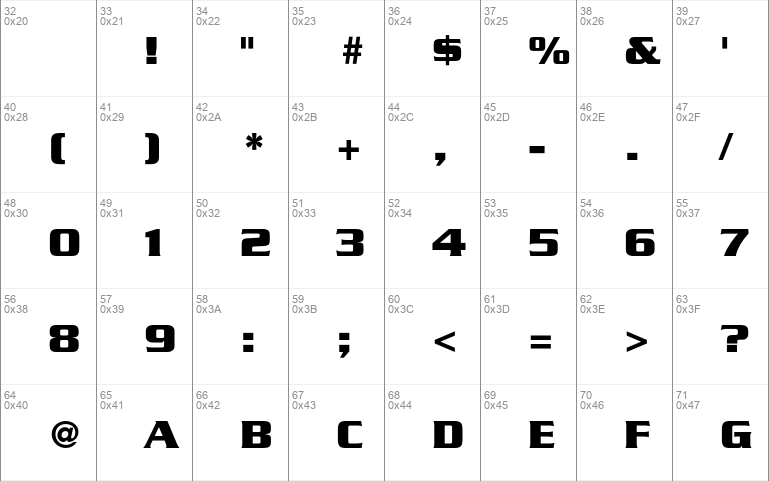 32 33 34 35 36 37 38 39
0x20 0x21 0x22 0x23 0x24 0x25 0x26 0x27
! " # $ % & '
40 41 42 43 44 45 46 47
0x28 0x29 0x2A 0x2B 0x2C 0x2D 0x2E 0x2F
( ) * + , - . /
48 49 50 51 52 53 54 55
0x30 0x31 0x32 0x33 0x34 0x35 0x36 0x37
0 1 2 3 4 5 6 7
56 57 58 59 60 61 62 63
0x38 0x39 0x3A 0x3B 0x3C 0x3D 0x3E 0x3F
8 9 : ; < = > ?
64 65 66 67 68 69 70 71
0x40 0x41 0x42 0x43 0x44 0x45 0x46 0x47
@ A B C D E F G